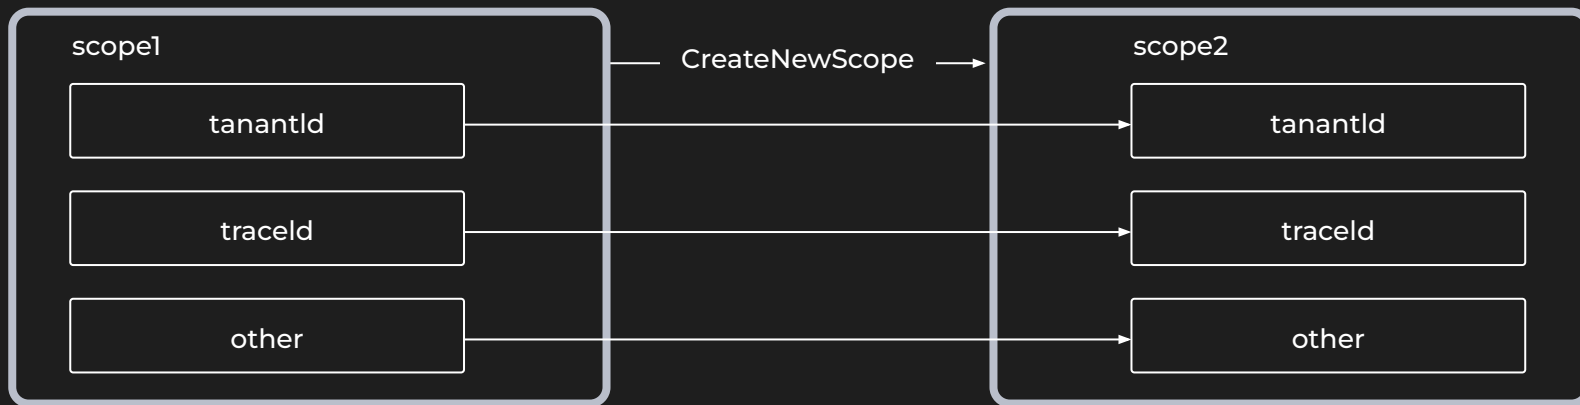 scope1
CreateNewScope
scope2
tanantId
tanantId
traceId
traceId
other
other